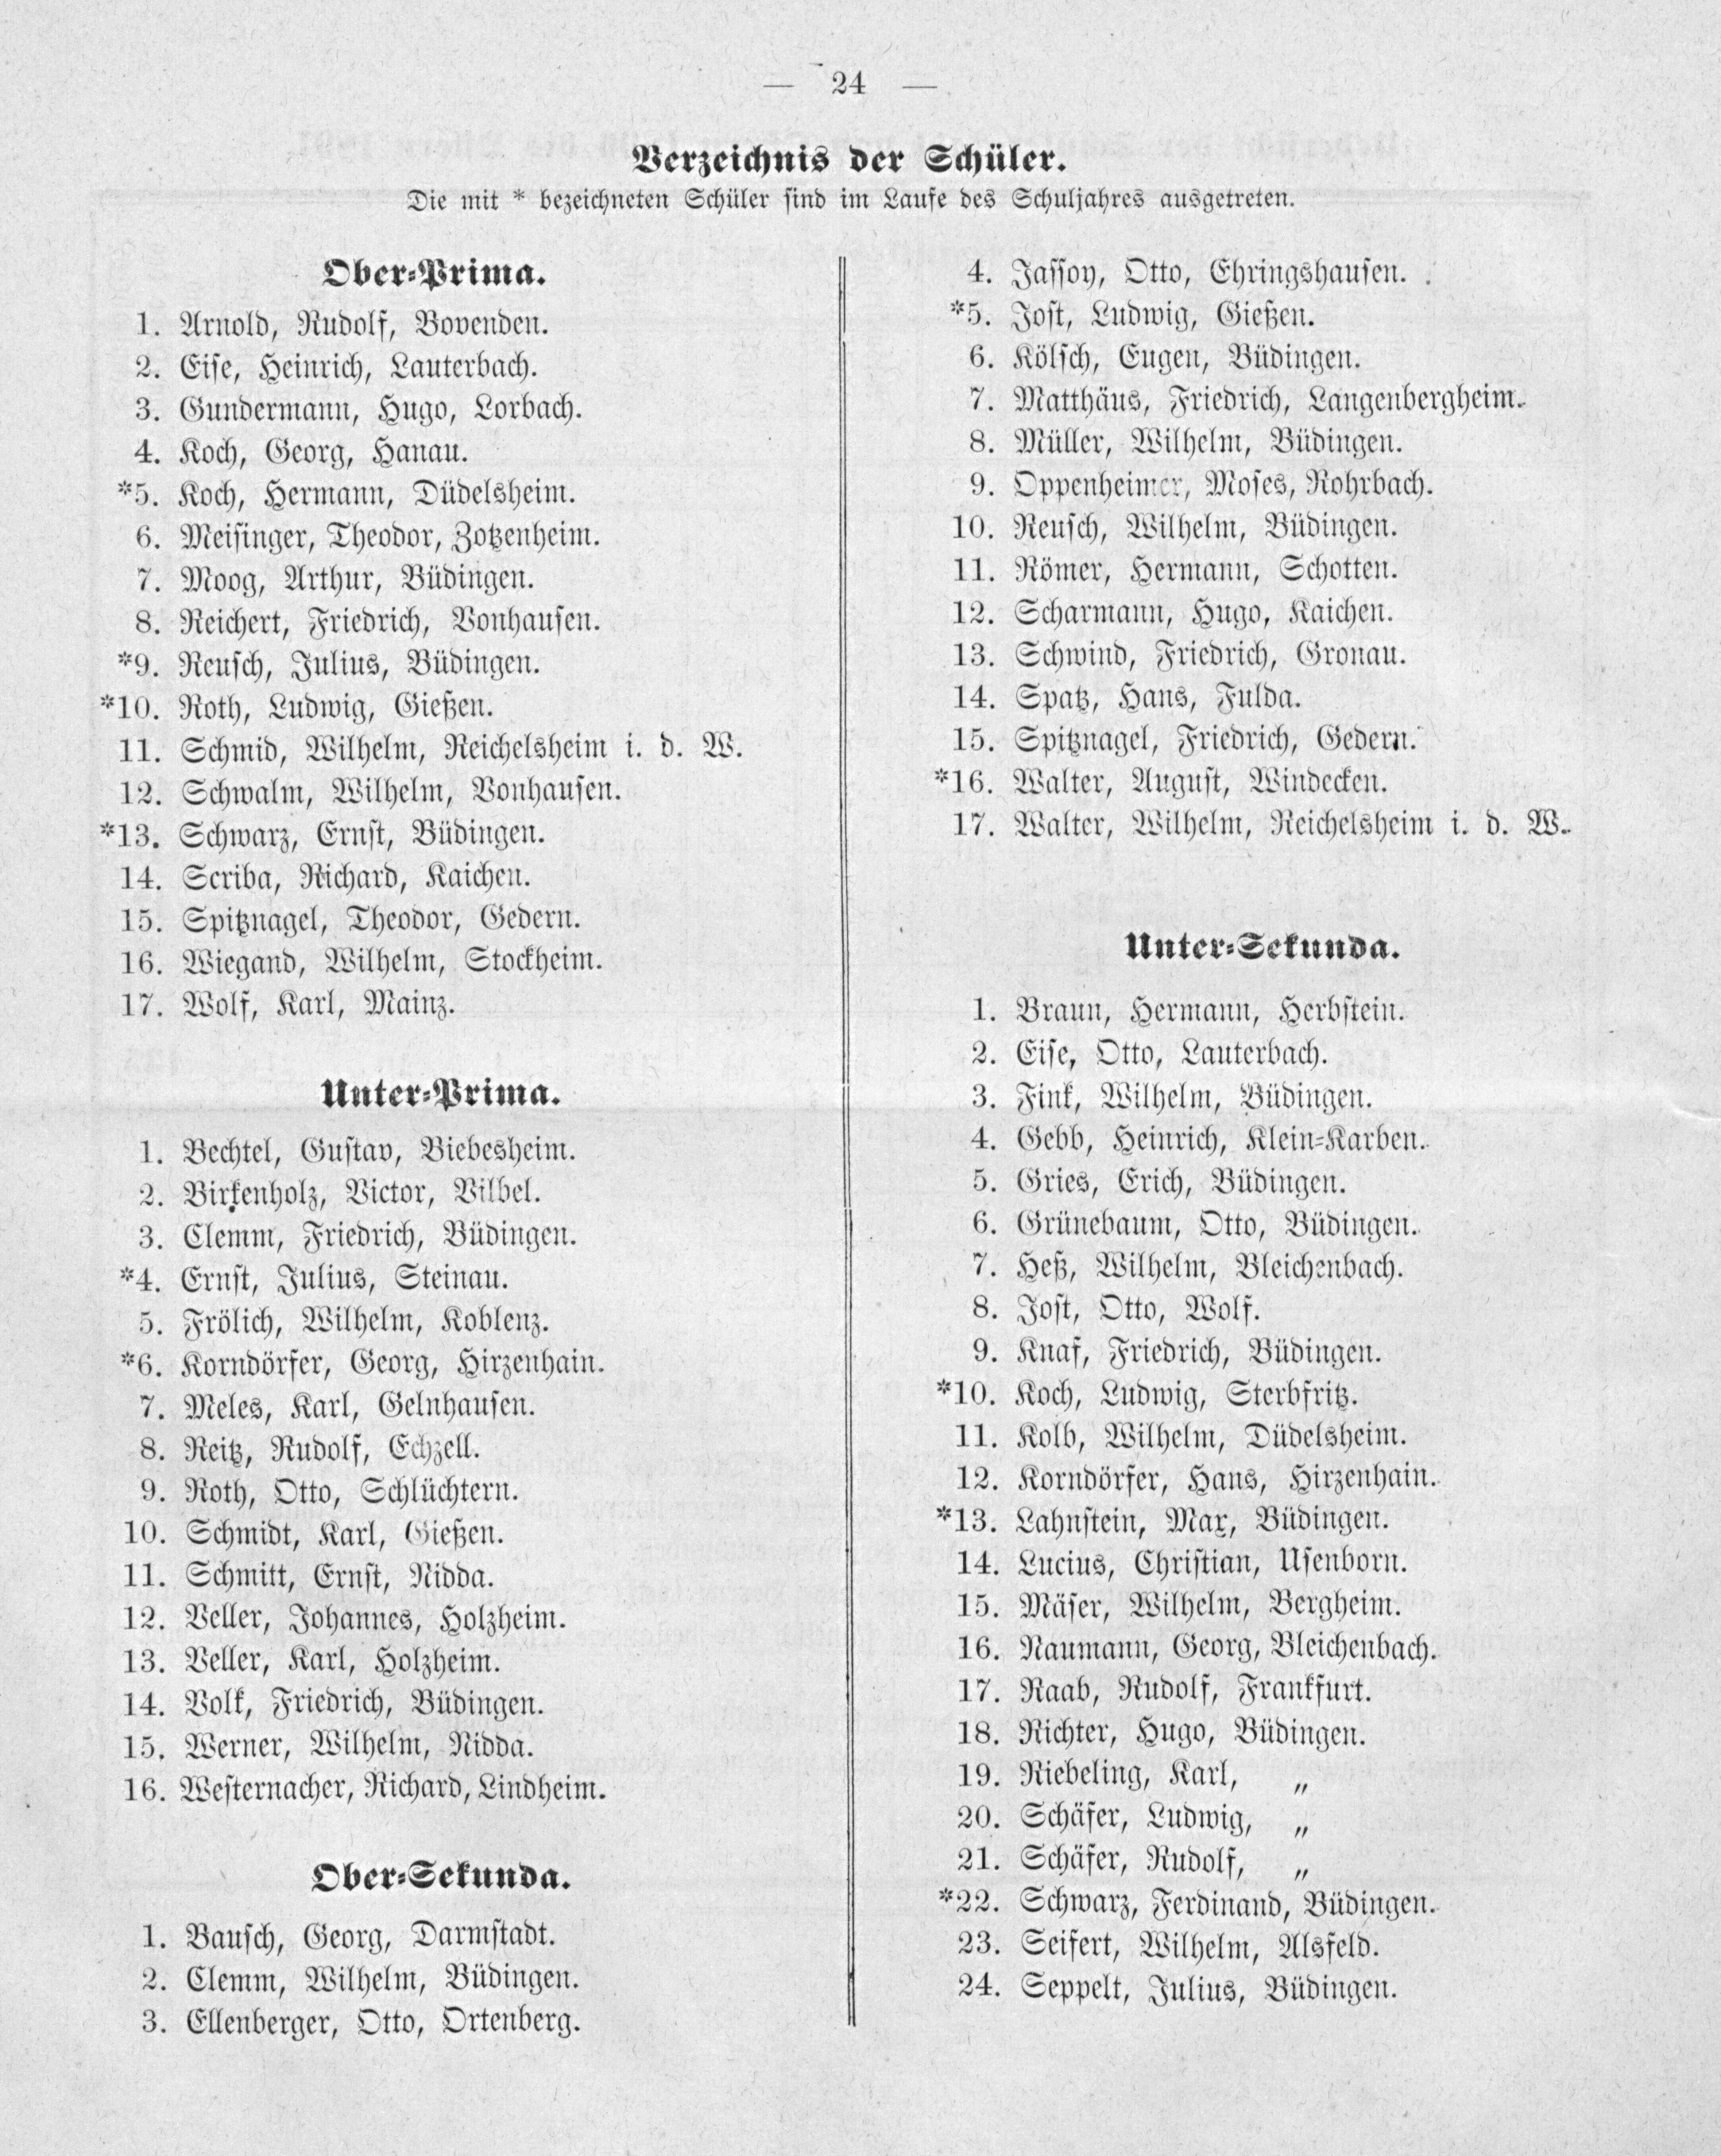 — 24 —
Verzeichnis der Schüler.
Die mit * bezeichneten Schüler sind im Laufe des Schuljahres ausgetreten.
Ober-Prima.
1. Arnold, Rudolf, Bovenden.
2. Eise, Heinrich, Lauterbach.
3. Gundermann, Hugo, Lorbach.
4. Koch, Georg, Hanau.
*5. Koch, Hermann, Düdelsheim.
6. Meisinger, Theodor, Zotzenheim.
7. Moog, Arthur, Büdingen.
8. Reichert, Friedrich, Vonhausen.
*9. Reusch, Julius, Büdingen.
*10. Roth, Ludwig, Gießen.
11. Schmid, Wilhelm, Reichelsheim i. d. W.
12. Schwalm, Wilhelm, Vonhausen.
*13. Schwarz, Ernst, Büdingen.
14. Scriba, Richard, Kaichen.
15. Spitznagel, Theodor, Gedern.
16. Wiegand, Wilhelm, Stockheim.
17. Wolf, Karl, Mainz.
Unter-Prima.
1. Bechtel, Gustav, Biebesheim.
2. Birkenholz, Victor, Vilbel.
3. Clemm, Friedrich, Büdingen.
*4. Ernst, Julius, Steinau.
5. Frölich, Wilhelm, Koblenz.
*6. Korndörfer, Georg, Hirzenhain.
7. Meles, Karl, Gelnhausen.
8. Reitz, Rudolf, Echzell.
9. Roth, Otto, Schlüchtern.
10. Schmidt, Karl, Gießen.
11. Schmitt, Ernst, Nidda.
12. Veller, Johannes, Holzheim.
13. Veller, Karl, Holzheim.
14. Volk, Friedrich, Büdingen.
15. Werner, Wilhelm, Nidda.
16. Westernacher, Richard, Lindheim.
Ober-Sekunda.
1. Bausch, Georg, Darmstadt.
2. Clemm, Wilhelm, Büdingen.
3. Ellenberger, Otto, Ortenberg.
4. Jassoy, Otto, Ehringshausen.
*5. Jost, Ludwig, Gießen.
6. Kölsch, Eugen, Büdingen.
7. Matthäus, Friedrich, Langenbergheim.
8. Müller, Wilhelm, Büdingen.
9. Oppenheimer, Moses, Rohrbach.
10. Reusch, Wilhelm, Büdingen.
11. Römer, Hermann, Schotten.
12. Scharmann, Hugo, Kaichen.
13. Schwind, Friedrich, Gronau.
14. Spatz, Hans, Fulda.
15. Spitznagel, Friedrich, Gedern.
*16. Walter, August, Windecken.
17. Walter, Wilhelm, Reichelsheim i. d. W.
Unter-Sekunda.
1. Braun, Hermann, Herbstein.
2. Eise, Otto, Lauterbach.
3. Fink, Wilhelm, Büdingen.
4. Gebb, Heinrich, Klein-Karben.
5. Gries, Erich, Büdingen.
6. Grünebaum, Otto, Büdingen.
7. Heß, Wilhelm, Bleichenbach.
8. Jost, Otto, Wolf.
9. Knaf, Friedrich, Büdingen.
*10. Koch, Ludwig, Sterbfritz.
11. Kolb, Wilhelm, Düdelsheim.
12. Korndörfer, Hans, Hirzenhain.
*13. Lahnstein, Max, Büdingen.
14. Lucius, Christian, Usenborn.
15. Mäser, Wilhelm, Bergheim.
16. Naumann, Georg, Bleichenbach.
17. Raab, Rudolf, Frankfurt.
18. Richter, Hugo, Büdingen.
19. Riebeling, Karl, „
20. Schäfer, Ludwig, „
21. Schäfer, Rudolf, „
*22. Schwarz, Ferdinand, Büdingen.
23. Seifert, Wilhelm, Alsfeld.
24. Seppelt, Julius, Büdingen.